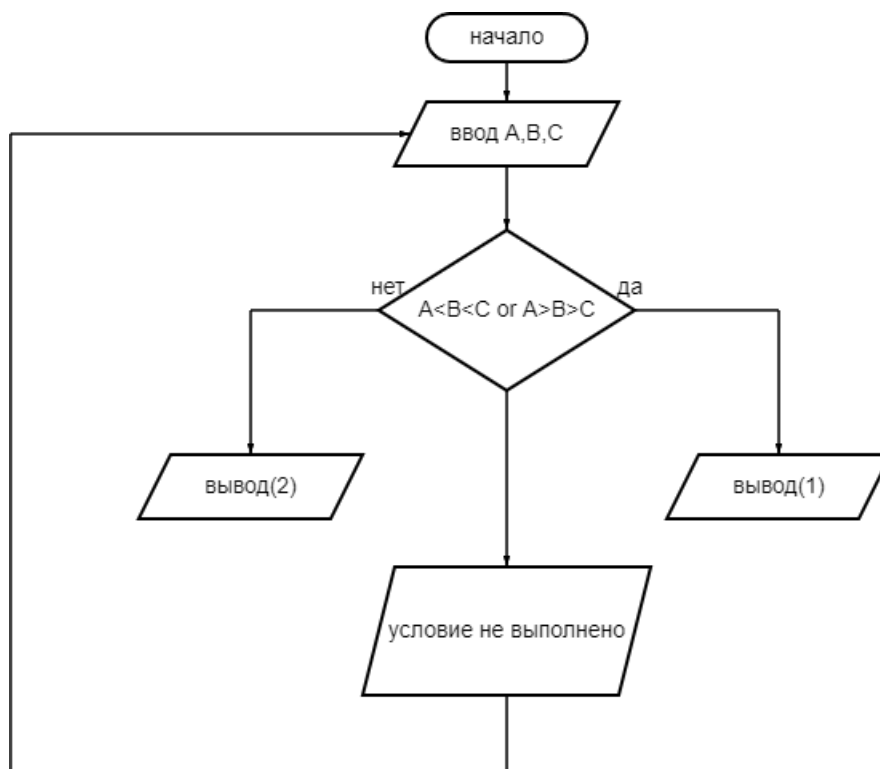 начало
ввод A,B,C
нет
да
A<B<C or A>B>C
вывод(2)
вывод(1)
условие не выполнено